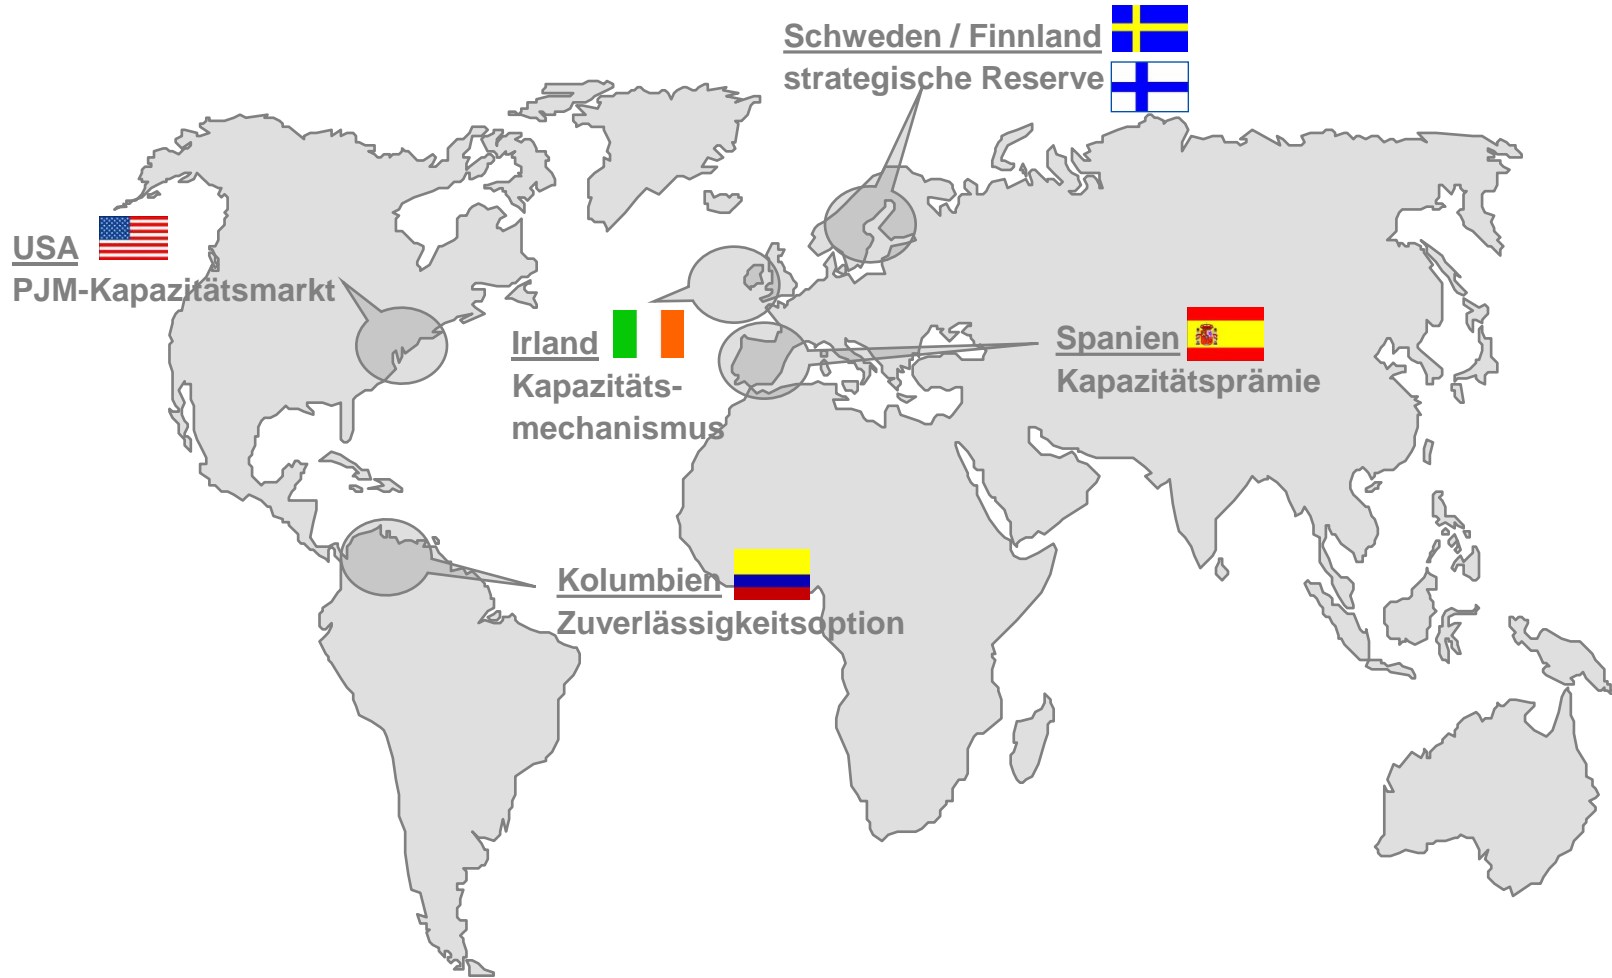 Schweden / Finnland
strategische Reserve
USA
PJM-Kapazitätsmarkt
Irland
Kapazitäts-
mechanismus
Spanien
Kapazitätsprämie
Kolumbien
Zuverlässigkeitsoption